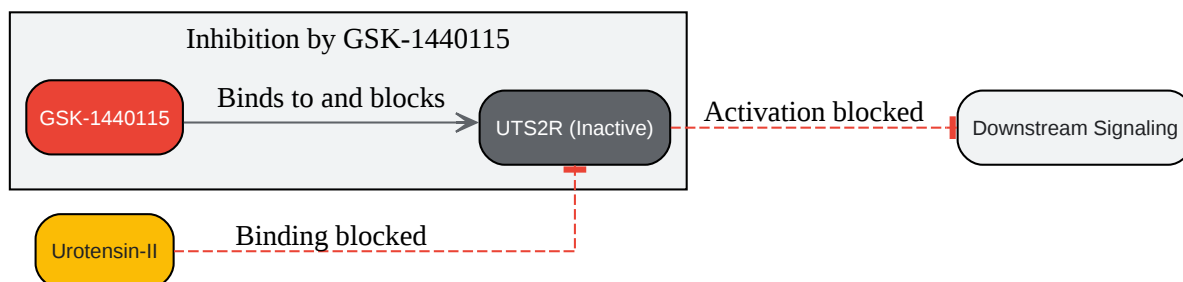 Inhibition by GSK-1440115
GSK-1440115
Binds to and blocks
UTS2R (Inactive)
Activation blocked
Downstream Signaling
Urotensin-II
Binding blocked